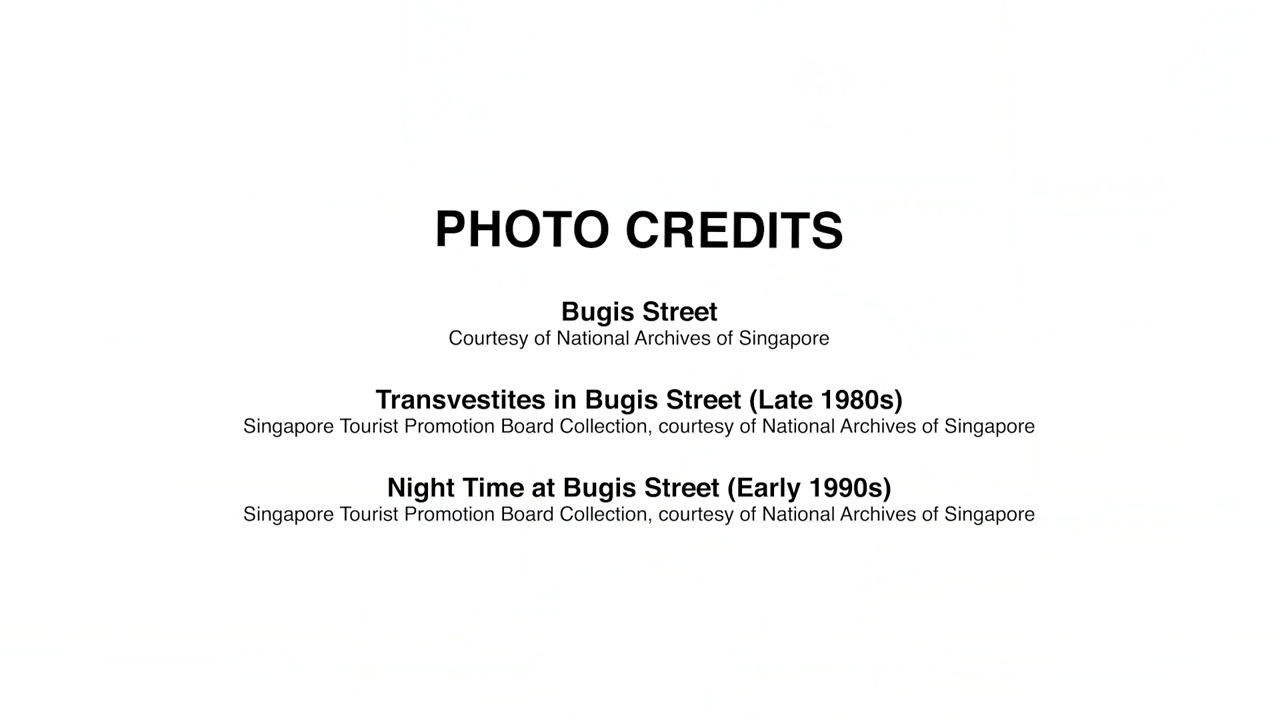 PHOTO CREDITS
Bugis Street
Courtesy of National Archives of Singapore
Transvestites in Bugis Street (Late 1980s)
Singapore Tourist Promotion Board Collection, courtesy of National Archives of Singapore
Night Time at Bugis Street (Early 1990s)
Singapore Tourist Promotion Board Collection, courtesy of National Archives of Singapore